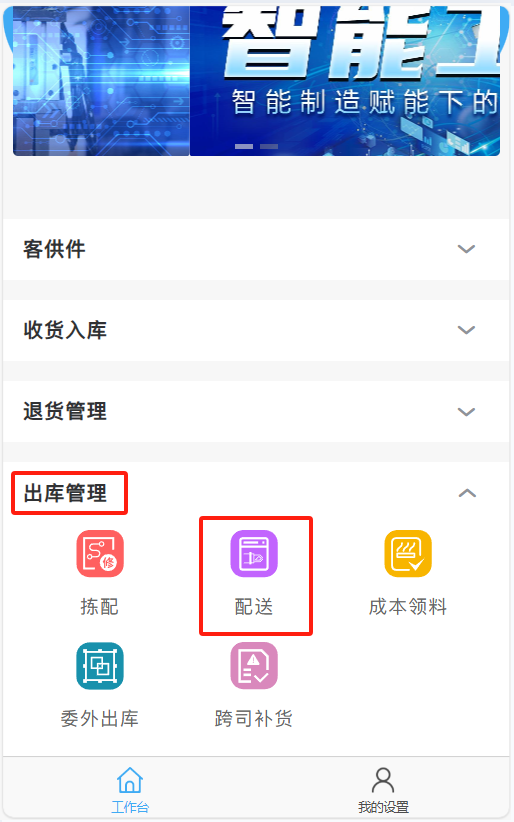 智能工
智能制造赋能下的
客供件
收货入库
退货管理
出库管理
修
拣配
配送
成本领料
委外出库
跨司补货
工作台
我的设置